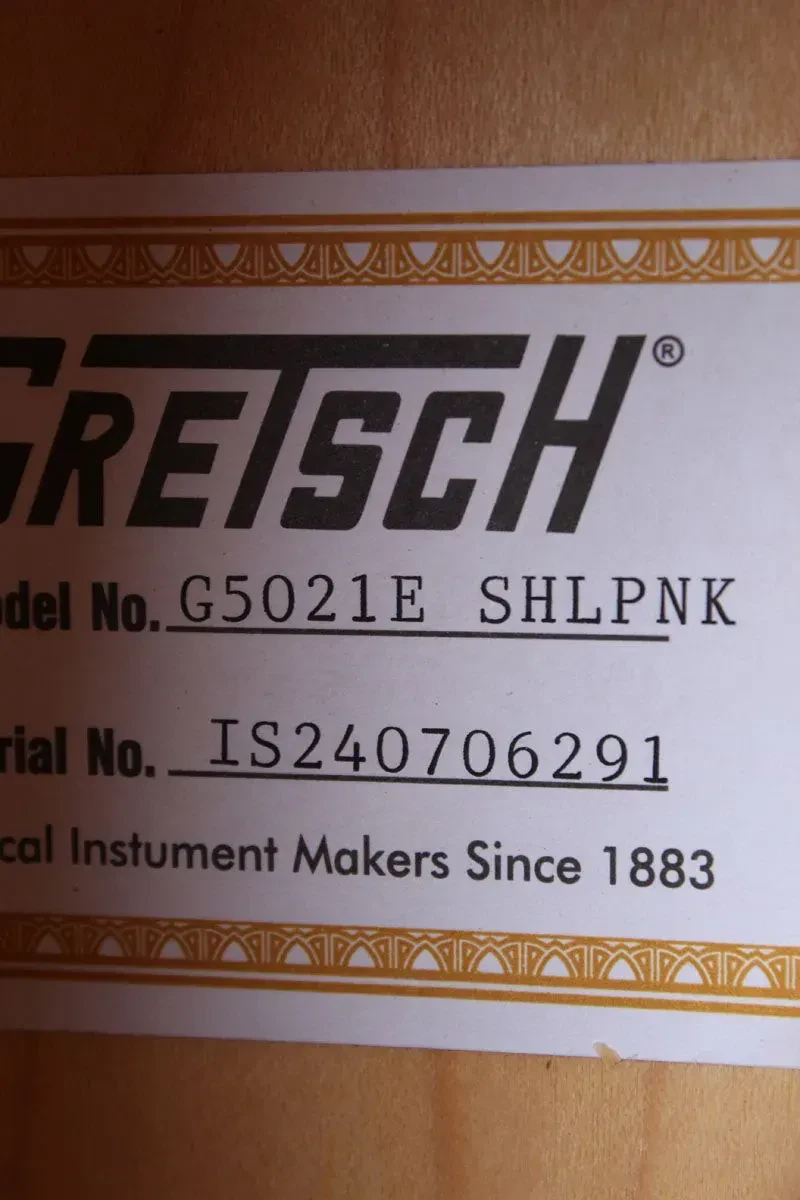 GRETSCH®
odel No. G5021E SHLPNK
rial No. IS240706291
cal Instument Makers Since 1883